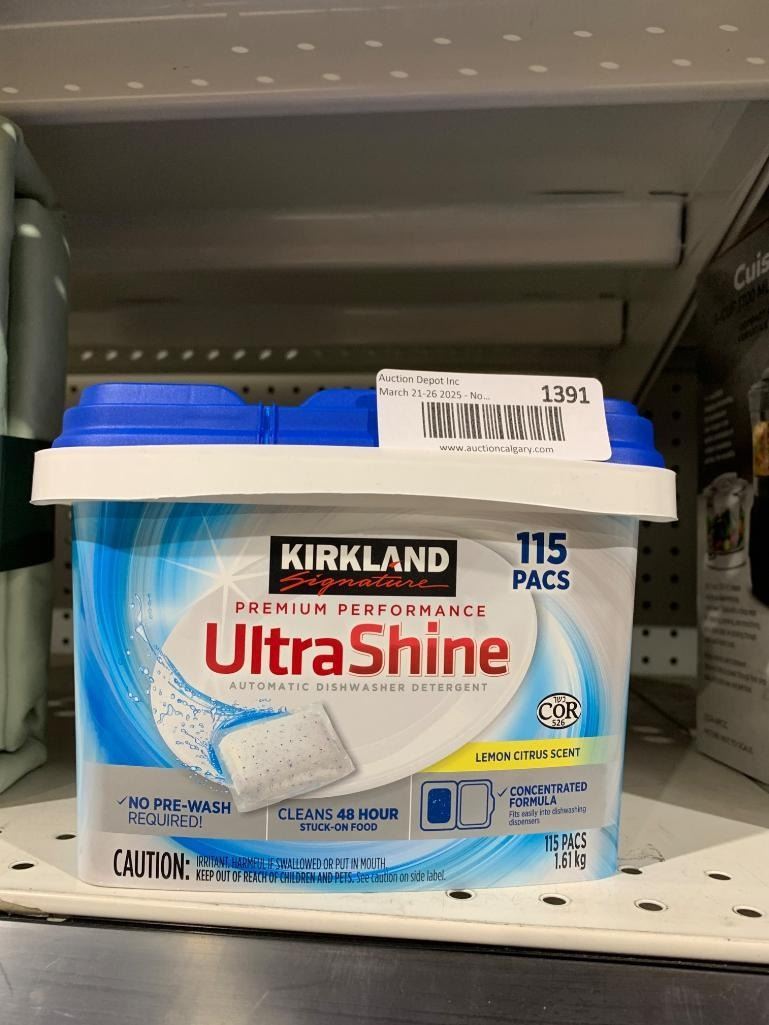 Auction Depot Inc
March 21-26 2025 - No...
1391
www.auctioncalgary.com
Cuis
KIRKLAND
Signature
115
PACS
PREMIUM PERFORMANCE
UltraShine
AUTOMATIC DISHWASHER DETERGENT
כשר
COR
526
LEMON CITRUS SCENT
NO PRE-WASH
REQUIRED!
CLEANS 48 HOUR
STUCK-ON FOOD
CONCENTRATED
FORMULA
Fits easily into dishwashing
dispensers
115 PACS
1.61 kg
CAUTION:
IRRITANT. HARMFUL IF SWALLOWED OR PUT IN MOUTH.
KEEP OUT OF REACH OF CHILDREN AND PETS. See caution on side label.